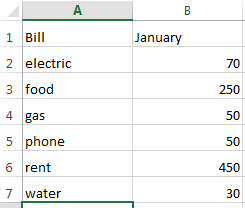 A B
1 Bill January
2 electric 70
3 food 250
4 gas 50
5 phone 50
6 rent 450
7 water 30